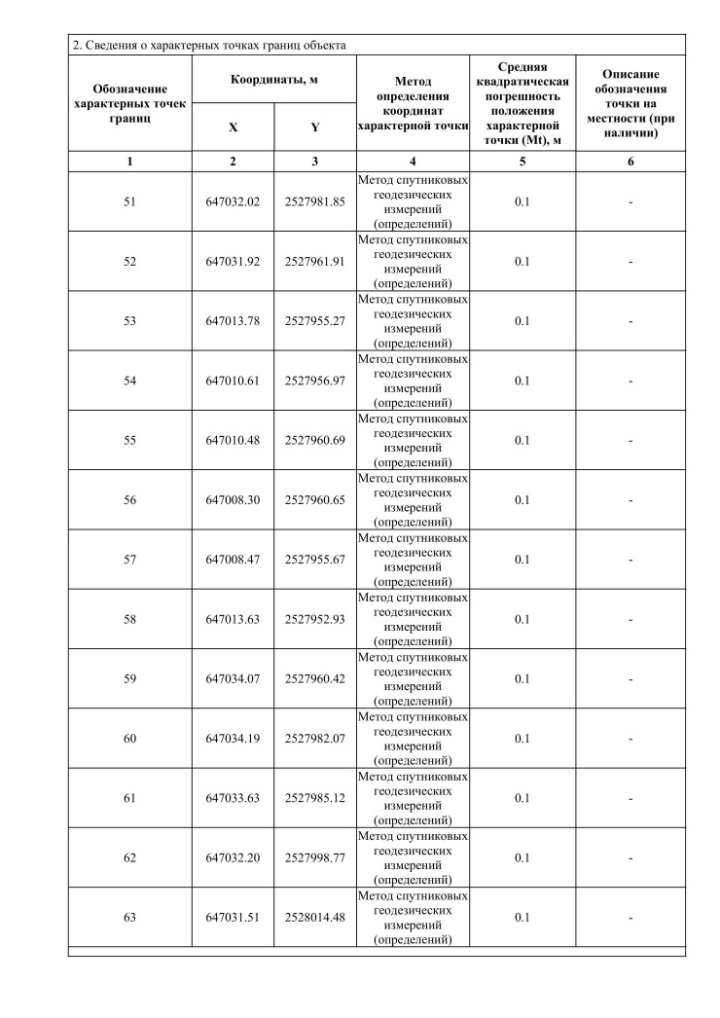 2. Сведения о характерных точках границ объекта
Обозначение
характерных точек
границ
Координаты, м
Метод
определения
координат
характерной точки
Средняя
квадратическая
погрешность
положения
характерной
точки (Mt), м
Описание
обозначения
точки на
местности (при
наличии)
X
Y
1 2 3 4 5 6
51 647032.02 2527981.85 Метод спутниковых
геодезических
измерений
(определений) 0.1 -
52 647031.92 2527961.91 Метод спутниковых
геодезических
измерений
(определений) 0.1 -
53 647013.78 2527955.27 Метод спутниковых
геодезических
измерений
(определений) 0.1 -
54 647010.61 2527956.97 Метод спутниковых
геодезических
измерений
(определений) 0.1 -
55 647010.48 2527960.69 Метод спутниковых
геодезических
измерений
(определений) 0.1 -
56 647008.30 2527960.65 Метод спутниковых
геодезических
измерений
(определений) 0.1 -
57 647008.47 2527955.67 Метод спутниковых
геодезических
измерений
(определений) 0.1 -
58 647013.63 2527952.93 Метод спутниковых
геодезических
измерений
(определений) 0.1 -
59 647034.07 2527960.42 Метод спутниковых
геодезических
измерений
(определений) 0.1 -
60 647034.19 2527982.07 Метод спутниковых
геодезических
измерений
(определений) 0.1 -
61 647033.63 2527985.12 Метод спутниковых
геодезических
измерений
(определений) 0.1 -
62 647032.20 2527998.77 Метод спутниковых
геодезических
измерений
(определений) 0.1 -
63 647031.51 2528014.48 Метод спутниковых
геодезических
измерений
(определений) 0.1 -